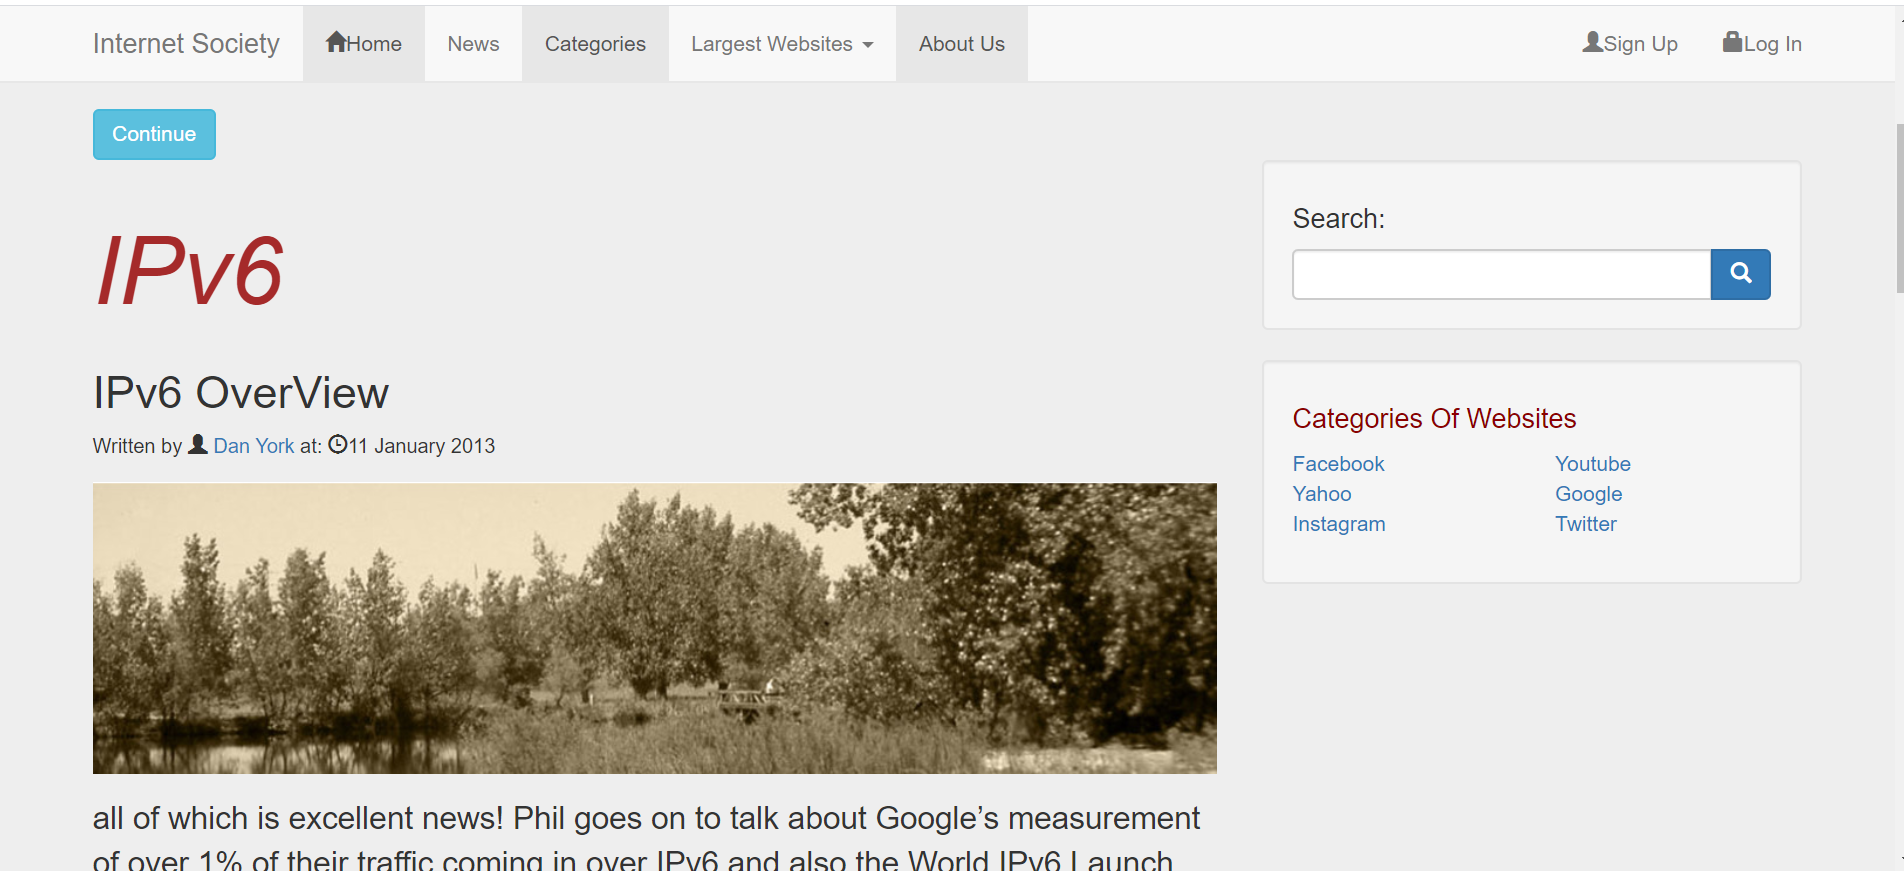 Internet Society Home News Categories Largest Websites About Us Sign Up Log In
Continue
IPv6
IPv6 OverView
Written by Dan York at: 11 January 2013
all of which is excellent news! Phil goes on to talk about Google’s measurement
of over 1% of their traffic coming in over IPv6 and also the World IPv6 Launch
Search:
Categories Of Websites
Facebook Youtube
Yahoo Google
Instagram Twitter